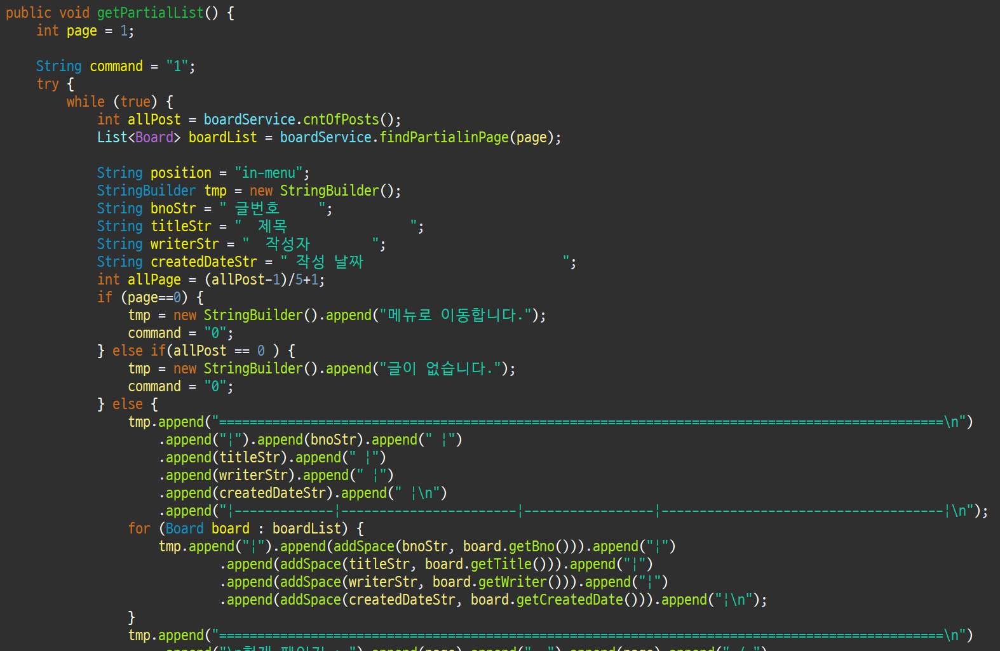 public void getPartialList() {
    int page = 1;

    String command = "1";
    try {
        while (true) {
            int allPost = boardService.cntOfPosts();
            List<Board> boardList = boardService.findPartialinPage(page);

            String position = "in-menu";
            StringBuilder tmp = new StringBuilder();
            String bnoStr = " 글번호     ";
            String titleStr = "  제목                ";
            String writerStr = "  작성자        ";
            String createdDateStr = " 작성 날짜                          ";
            int allPage = (allPost-1)/5+1;
            if (page==0) {
                tmp = new StringBuilder().append("메뉴로 이동합니다.");
                command = "0";
            } else if(allPost == 0 ) {
                tmp = new StringBuilder().append("글이 없습니다.");
                command = "0";
            } else {
                tmp.append("===============================================================================================\n")
                    .append("¦").append(bnoStr).append(" ¦")
                    .append(titleStr).append(" ¦")
                    .append(writerStr).append(" ¦")
                    .append(createdDateStr).append(" ¦\n")
                    .append("¦-------------¦-----------------------¦-----------------¦-------------------------------------¦\n");
                for (Board board : boardList) {
                    tmp.append("¦").append(addSpace(bnoStr, board.getBno())).append("¦")
                            .append(addSpace(titleStr, board.getTitle())).append("¦")
                            .append(addSpace(writerStr, board.getWriter())).append("¦")
                            .append(addSpace(createdDateStr, board.getCreatedDate())).append("¦\n");
                }
                tmp.append("===============================================================================================\n")